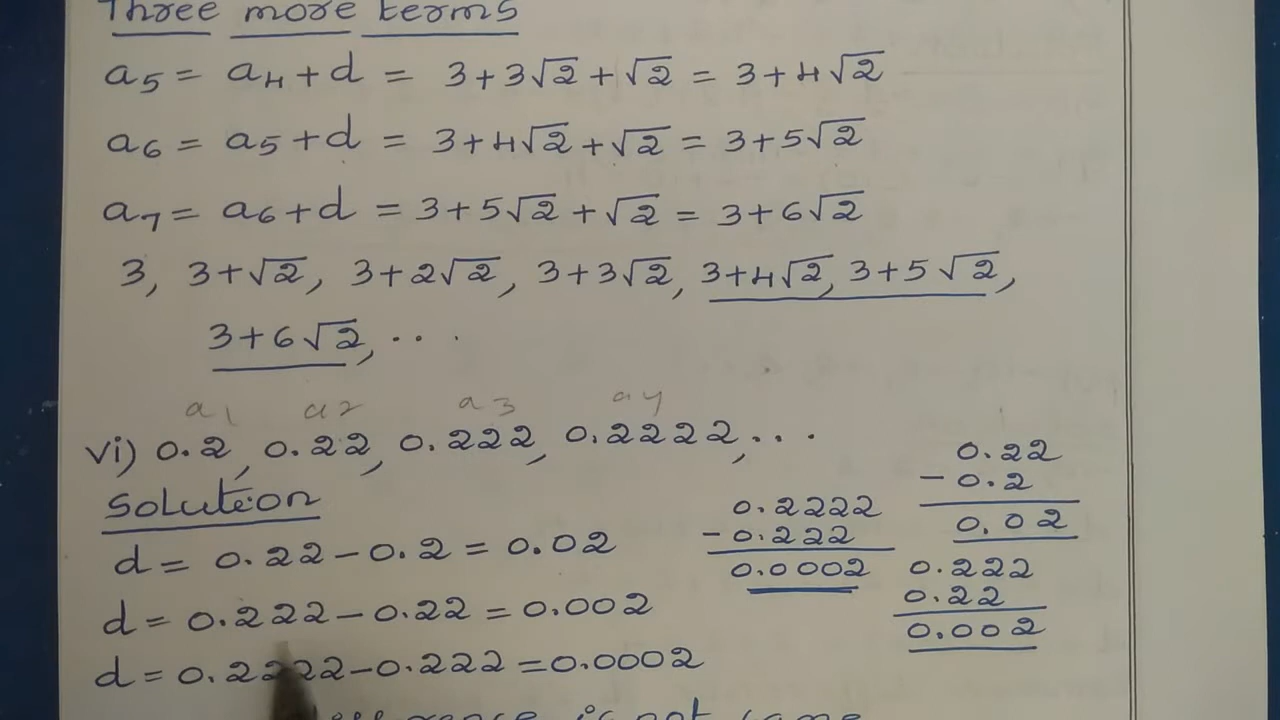 Three more terms
a5 = a4 + d = 3+3√2 + √2 = 3+4√2
a6 = a5 + d = 3+4√2 + √2 = 3+5√2
a7 = a6 + d = 3+5√2 + √2 = 3+6√2
3, 3+√2, 3+2√2, 3+3√2, 3+4√2, 3+5√2,
3+6√2, ...
a1 a2 a3 a4
vi) 0.2, 0.22, 0.222, 0.2222, ...
Solution
d = 0.22 - 0.2 = 0.02
d = 0.222 - 0.22 = 0.002
d = 0.2222 - 0.222 = 0.0002
is not same
0.2222
- 0.222
0.0002
0.22
- 0.2
0.02
0.222
0.22
0.002